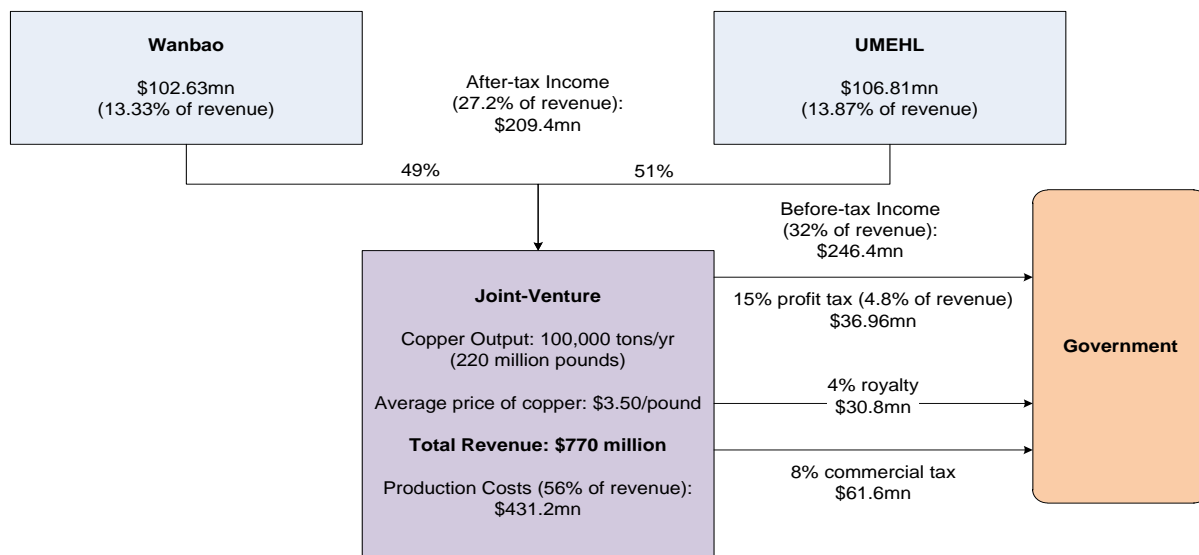 Wanbao
$102.63mn
(13.33% of revenue)
After-tax Income
(27.2% of revenue):
$209.4mn
UMEHL
$106.81mn
(13.87% of revenue)
49%
51%
Before-tax Income
(32% of revenue):
$246.4mn
Joint-Venture
Copper Output: 100,000 tons/yr
(220 million pounds)
Average price of copper: $3.50/pound
Total Revenue: $770 million
Production Costs (56% of revenue):
$431.2mn
15% profit tax (4.8% of revenue)
$36.96mn
4% royalty
$30.8mn
8% commercial tax
$61.6mn
Government